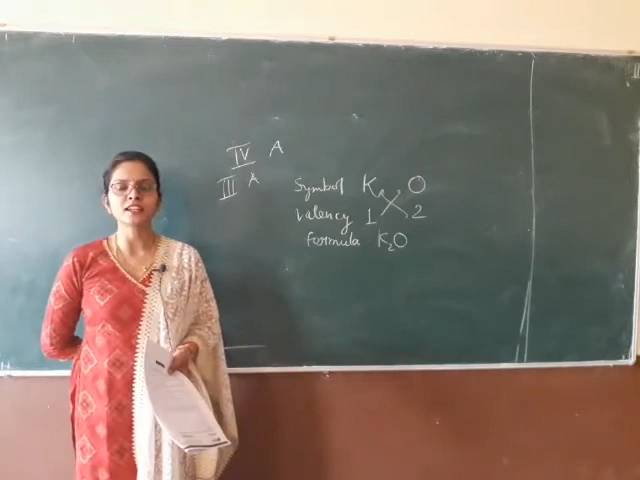 IV A
III A
Symbol K O
Valency 1 2
formula K₂O